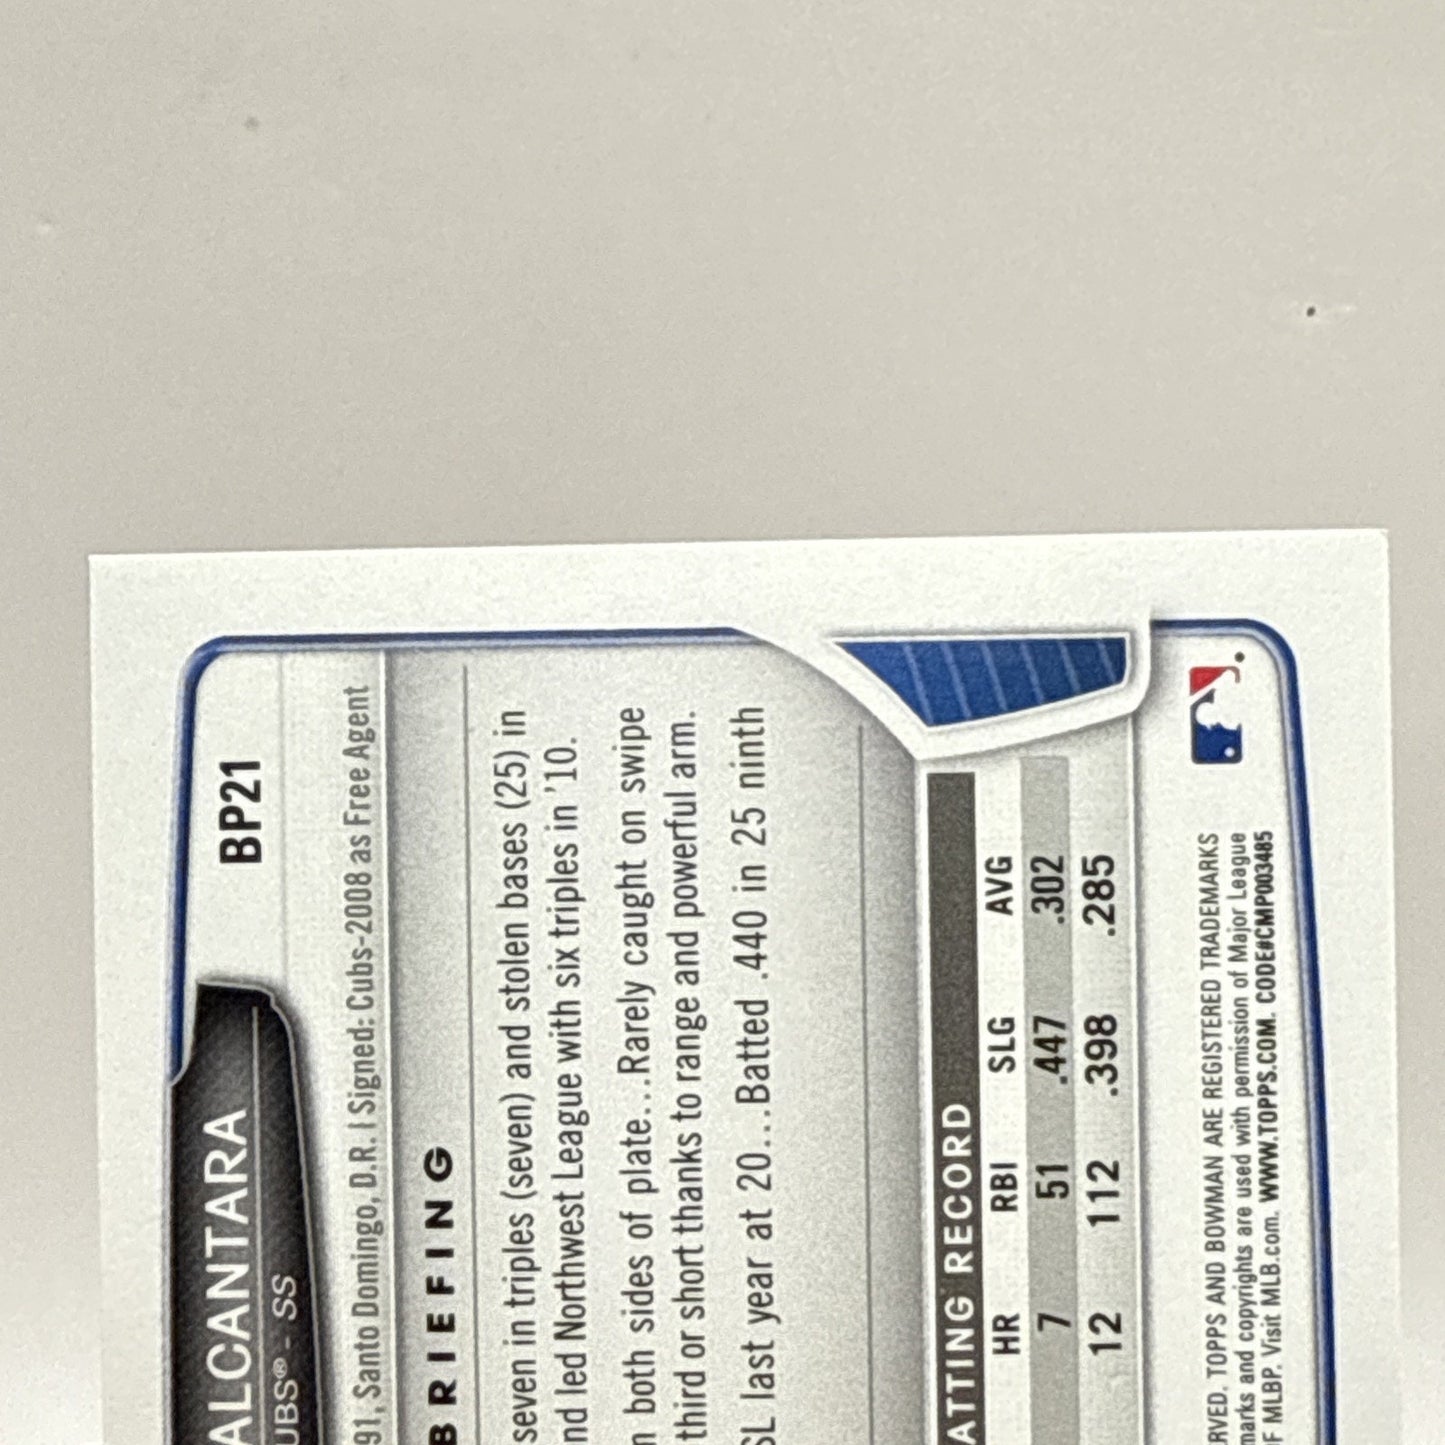 BP21
ALCANTARA
UBS® - SS
91, Santo Domingo, D.R. | Signed: Cubs-2008 as Free Agent
BRIEFING
seven in triples (seven) and stolen bases (25) in
nd led Northwest League with six triples in '10.
n both sides of plate...Rarely caught on swipe
third or short thanks to range and powerful arm.
SL last year at 20...Batted .440 in 25 ninth
ATTING RECORD
HR RBI SLG AVG
7 51 .447 .302
12 112 .398 .285
RVED. TOPPS AND BOWMAN ARE REGISTERED TRADEMARKS
marks and copyrights are used with permission of Major League
F MLBP. Visit MLB.com. WWW.TOPPS.COM. CODE#CMP003485